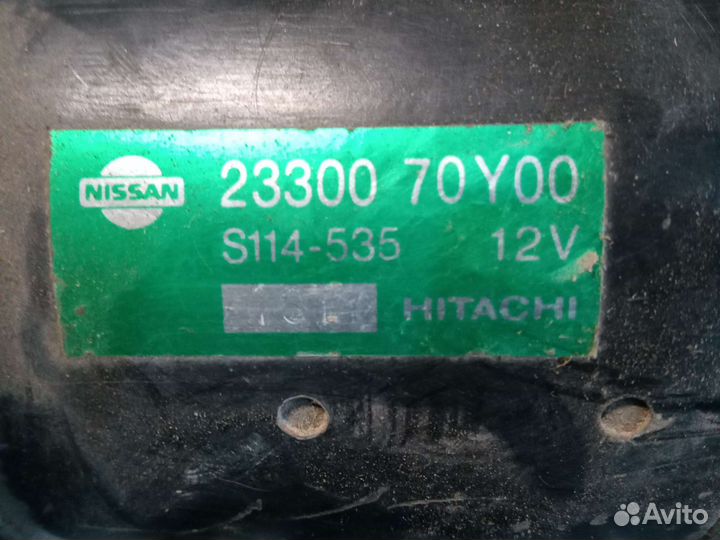 NISSAN
23300 70Y00
S114-535 12V
HITACHI
Avito